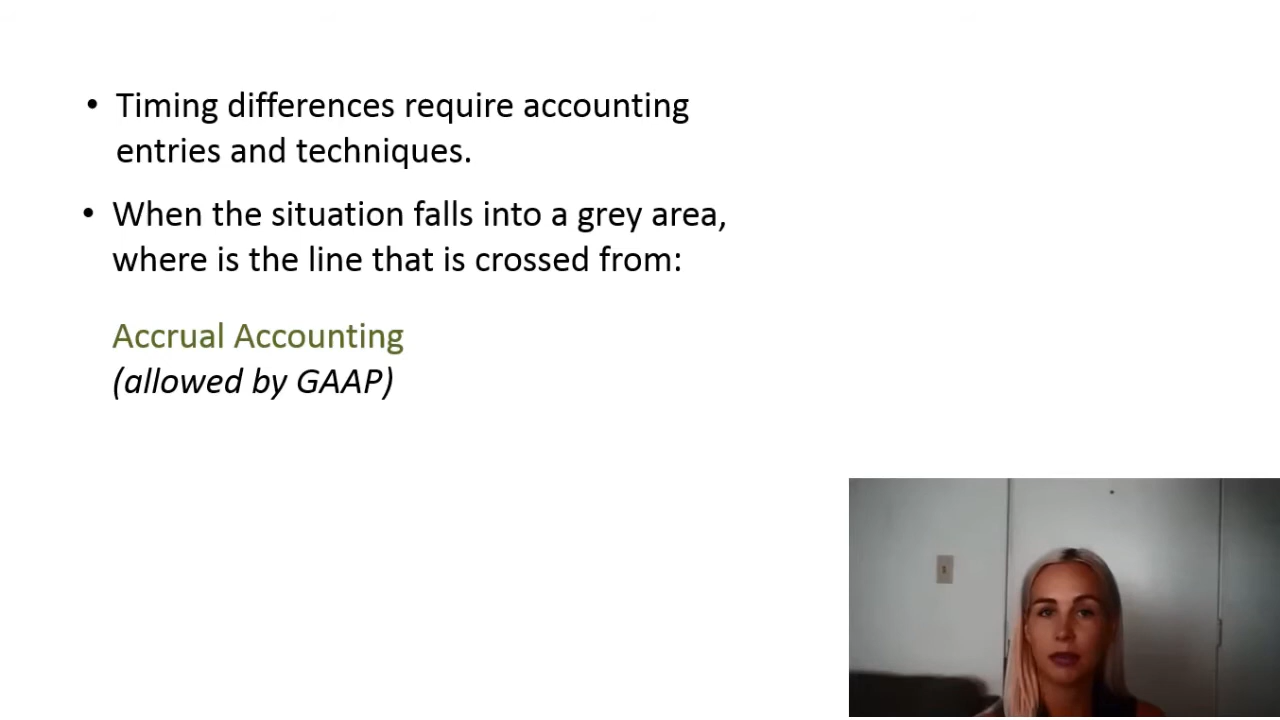 • Timing differences require accounting
entries and techniques.
• When the situation falls into a grey area,
where is the line that is crossed from:
Accrual Accounting
(allowed by GAAP)